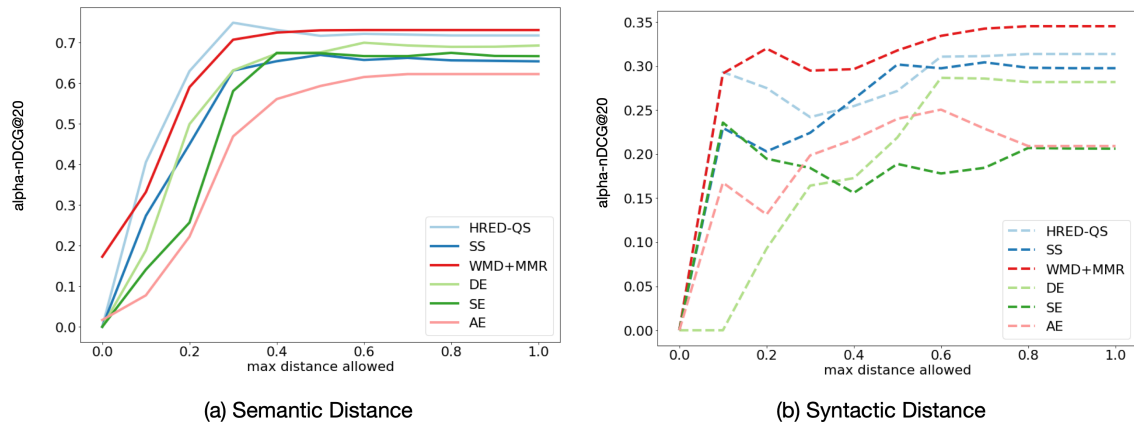 alpha-nDCG@20
0.7
0.6
0.5
0.4
0.3
0.2
0.1
0.0
0.0 0.2 0.4 0.6 0.8 1.0
max distance allowed
HRED-QS
SS
WMD+MMR
DE
SE
AE
(a) Semantic Distance
alpha-nDCG@20
0.35
0.30
0.25
0.20
0.15
0.10
0.05
0.00
0.0 0.2 0.4 0.6 0.8 1.0
max distance allowed
HRED-QS
SS
WMD+MMR
DE
SE
AE
(b) Syntactic Distance